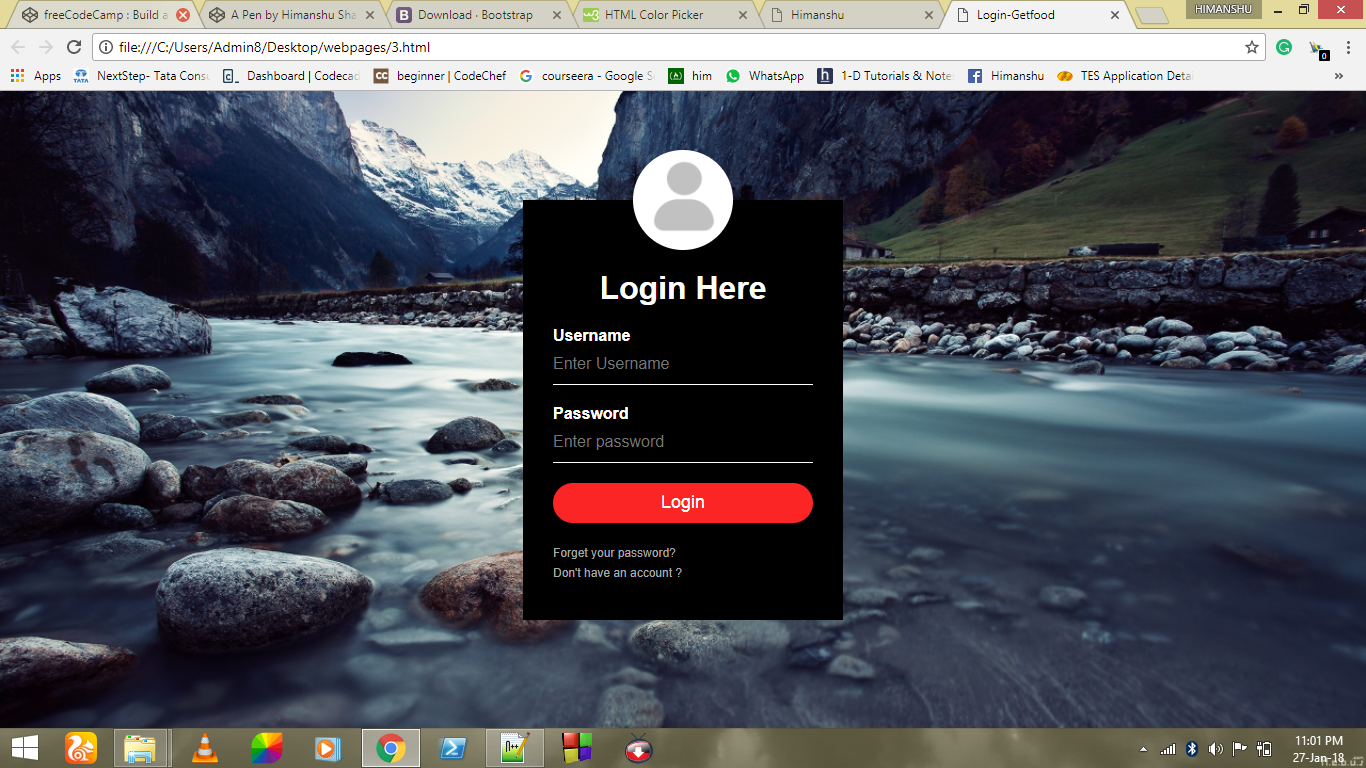 freeCodeCamp : Build a
A Pen by Himanshu Sha
Download · Bootstrap
HTML Color Picker
Himanshu
Login-Getfood
HIMANSHU
file:///C:/Users/Admin8/Desktop/webpages/3.html
0
Apps
NextStep- Tata Consu
Dashboard | Codecad
beginner | CodeChef
courseera - Google S
him
WhatsApp
1-D Tutorials & Note
Himanshu
TES Application Detai
»
Login Here
Username
Enter Username
Password
Enter password
Login
Forget your password?
Don't have an account ?
11:01 PM
27-Jan-18